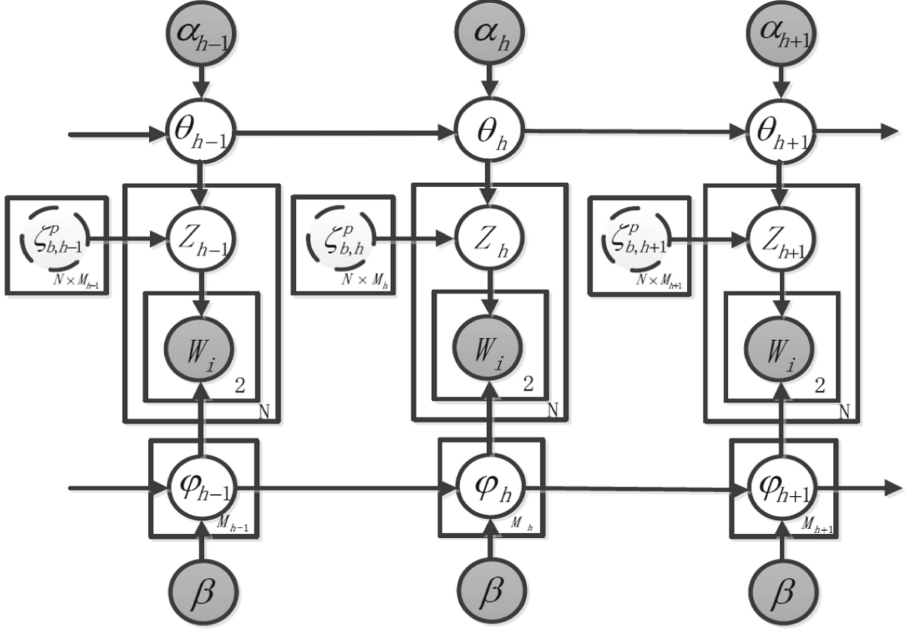 α_{h-1} α_h α_{h+1}
θ_{h-1} θ_h θ_{h+1}
ζ^p_{b,h-1} Z_{h-1} ζ^p_{b,h} Z_h ζ^p_{b,h+1} Z_{h+1}
N×M_{h-1} N×M_h N×M_{h+1}
W_i W_i W_i
2 2 2
N N N
φ_{h-1} φ_h φ_{h+1}
M_{h-1} M_h M_{h+1}
β β β